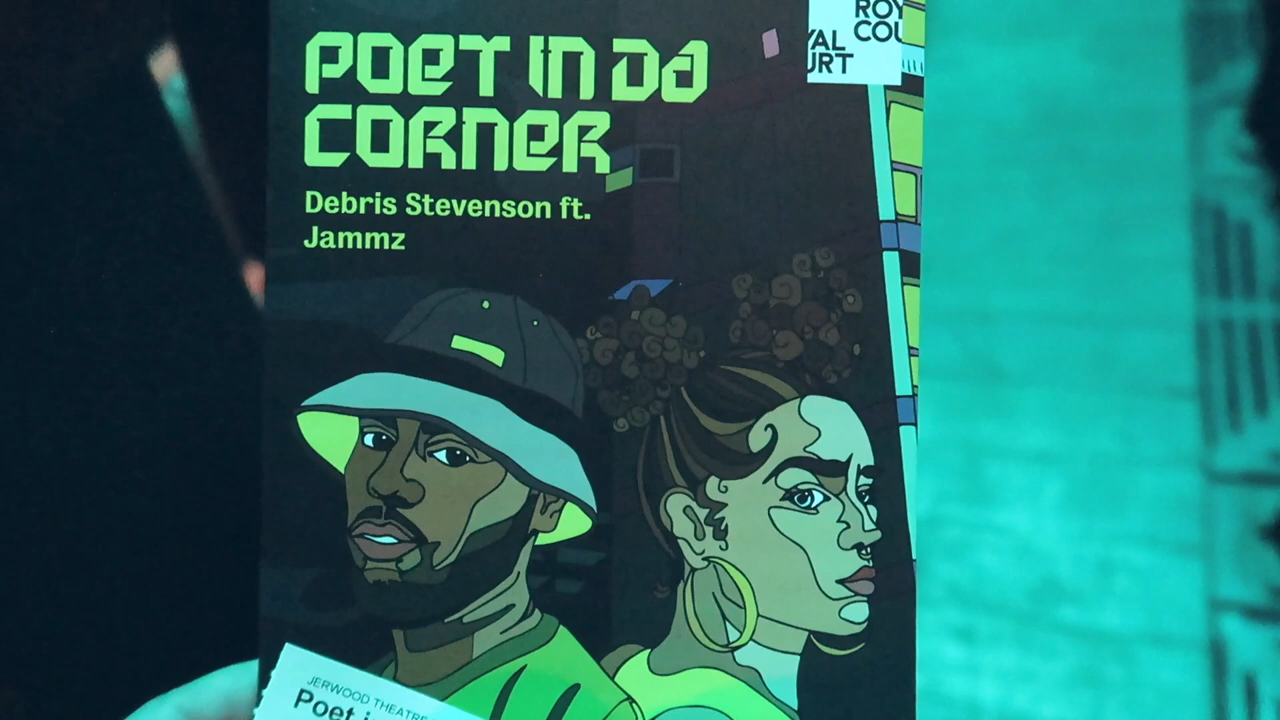 POET IN DA
CORNER
Debris Stevenson ft.
Jammz
ROY
COU
YAL
URT
JERWOOD THEATRE
Poet i